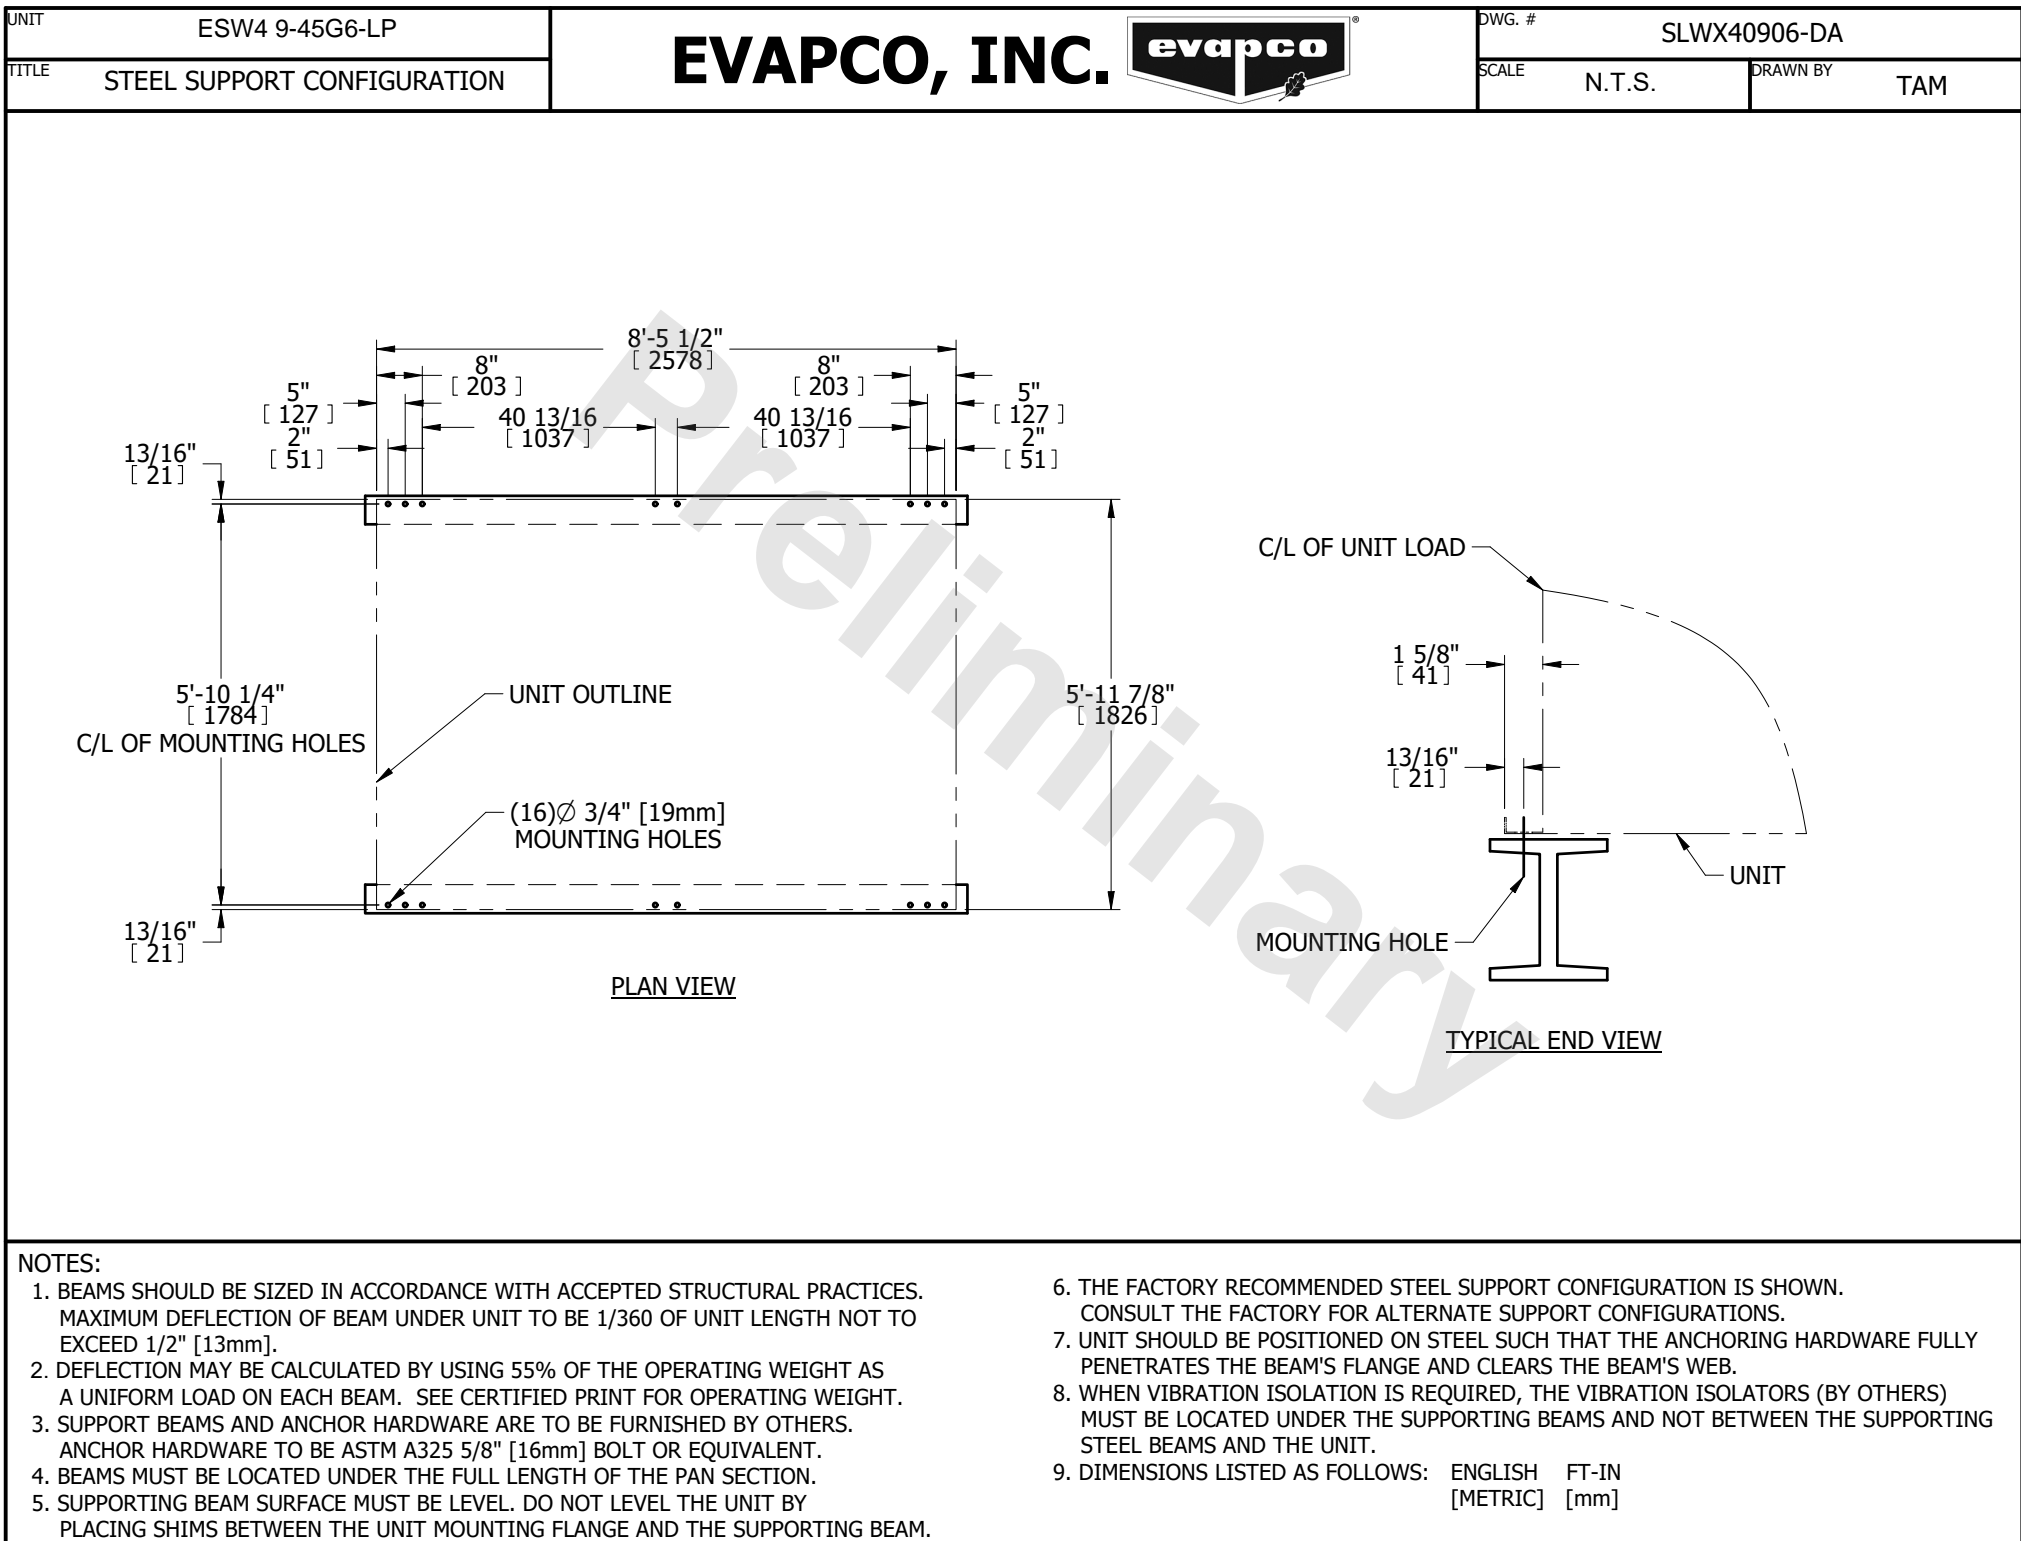 UNIT
ESW4 9-45G6-LP
TITLE
STEEL SUPPORT CONFIGURATION
EVAPCO, INC.
evapco
®
DWG. #
SLWX40906-DA
SCALE
N.T.S.
DRAWN BY
TAM
8'-5 1/2"
[ 2578 ]
8"
[ 203 ]
8"
[ 203 ]
5"
[ 127 ]
5"
[ 127 ]
40 13/16
[ 1037 ]
40 13/16
[ 1037 ]
2"
[ 51 ]
2"
[ 51 ]
13/16"
[ 21 ]
5'-10 1/4"
[ 1784 ]
C/L OF MOUNTING HOLES
UNIT OUTLINE
5'-11 7/8"
[ 1826 ]
(16)Ø 3/4" [19mm]
MOUNTING HOLES
13/16"
[ 21 ]
PLAN VIEW
C/L OF UNIT LOAD
1 5/8"
[ 41 ]
13/16"
[ 21 ]
UNIT
MOUNTING HOLE
TYPICAL END VIEW
Preliminary
NOTES:
1. BEAMS SHOULD BE SIZED IN ACCORDANCE WITH ACCEPTED STRUCTURAL PRACTICES.
MAXIMUM DEFLECTION OF BEAM UNDER UNIT TO BE 1/360 OF UNIT LENGTH NOT TO
EXCEED 1/2" [13mm].
2. DEFLECTION MAY BE CALCULATED BY USING 55% OF THE OPERATING WEIGHT AS
A UNIFORM LOAD ON EACH BEAM. SEE CERTIFIED PRINT FOR OPERATING WEIGHT.
3. SUPPORT BEAMS AND ANCHOR HARDWARE ARE TO BE FURNISHED BY OTHERS.
ANCHOR HARDWARE TO BE ASTM A325 5/8" [16mm] BOLT OR EQUIVALENT.
4. BEAMS MUST BE LOCATED UNDER THE FULL LENGTH OF THE PAN SECTION.
5. SUPPORTING BEAM SURFACE MUST BE LEVEL. DO NOT LEVEL THE UNIT BY
PLACING SHIMS BETWEEN THE UNIT MOUNTING FLANGE AND THE SUPPORTING BEAM.
6. THE FACTORY RECOMMENDED STEEL SUPPORT CONFIGURATION IS SHOWN.
CONSULT THE FACTORY FOR ALTERNATE SUPPORT CONFIGURATIONS.
7. UNIT SHOULD BE POSITIONED ON STEEL SUCH THAT THE ANCHORING HARDWARE FULLY
PENETRATES THE BEAM'S FLANGE AND CLEARS THE BEAM'S WEB.
8. WHEN VIBRATION ISOLATION IS REQUIRED, THE VIBRATION ISOLATORS (BY OTHERS)
MUST BE LOCATED UNDER THE SUPPORTING BEAMS AND NOT BETWEEN THE SUPPORTING
STEEL BEAMS AND THE UNIT.
9. DIMENSIONS LISTED AS FOLLOWS: ENGLISH FT-IN
[METRIC] [mm]